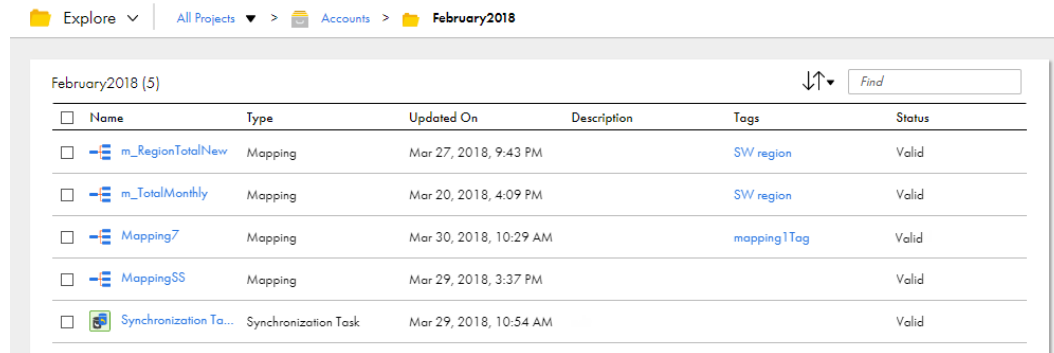 Explore All Projects > Accounts > February2018
February2018 (5) Find
Name Type Updated On Description Tags Status
m_RegionTotalNew Mapping Mar 27, 2018, 9:43 PM SW region Valid
m_TotalMonthly Mapping Mar 20, 2018, 4:09 PM SW region Valid
Mapping7 Mapping Mar 30, 2018, 10:29 AM mapping1Tag Valid
MappingSS Mapping Mar 29, 2018, 3:37 PM Valid
Synchronization Ta... Synchronization Task Mar 29, 2018, 10:54 AM Valid